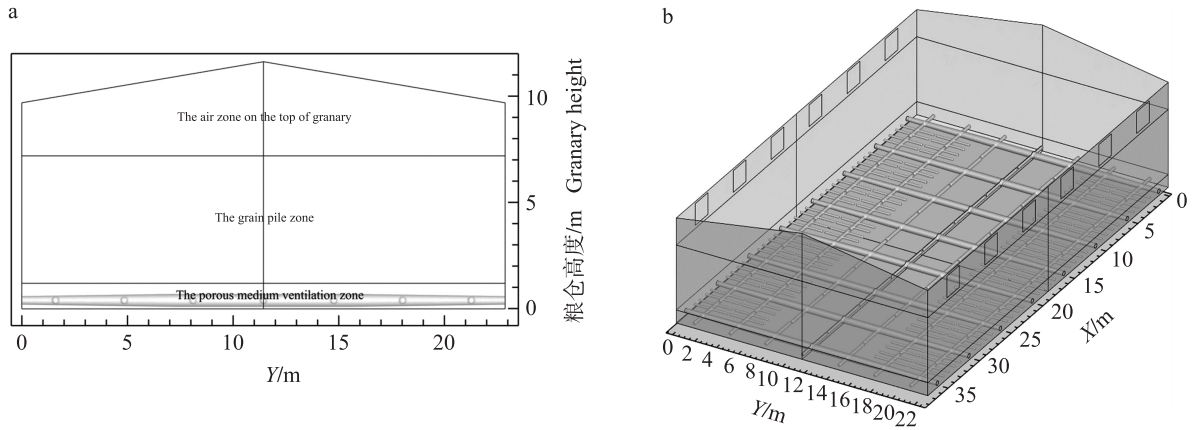 a
The air zone on the top of granary
The grain pile zone
The porous medium ventilation zone
10
5
0
粮仓高度/m Granary height
0 5 10 15 20
Y/m
b
0 2 4 6 8 10 12 14 16 18 20 22
Y/m
0
5
10
15
20
25
30
35
X/m